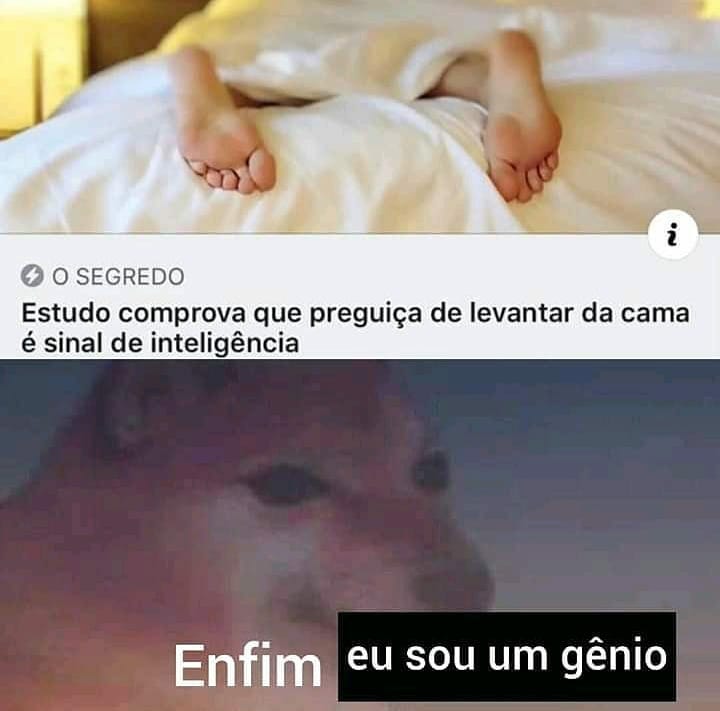 O SEGREDO
Estudo comprova que preguiça de levantar da cama
é sinal de inteligência
Enfim eu sou um gênio